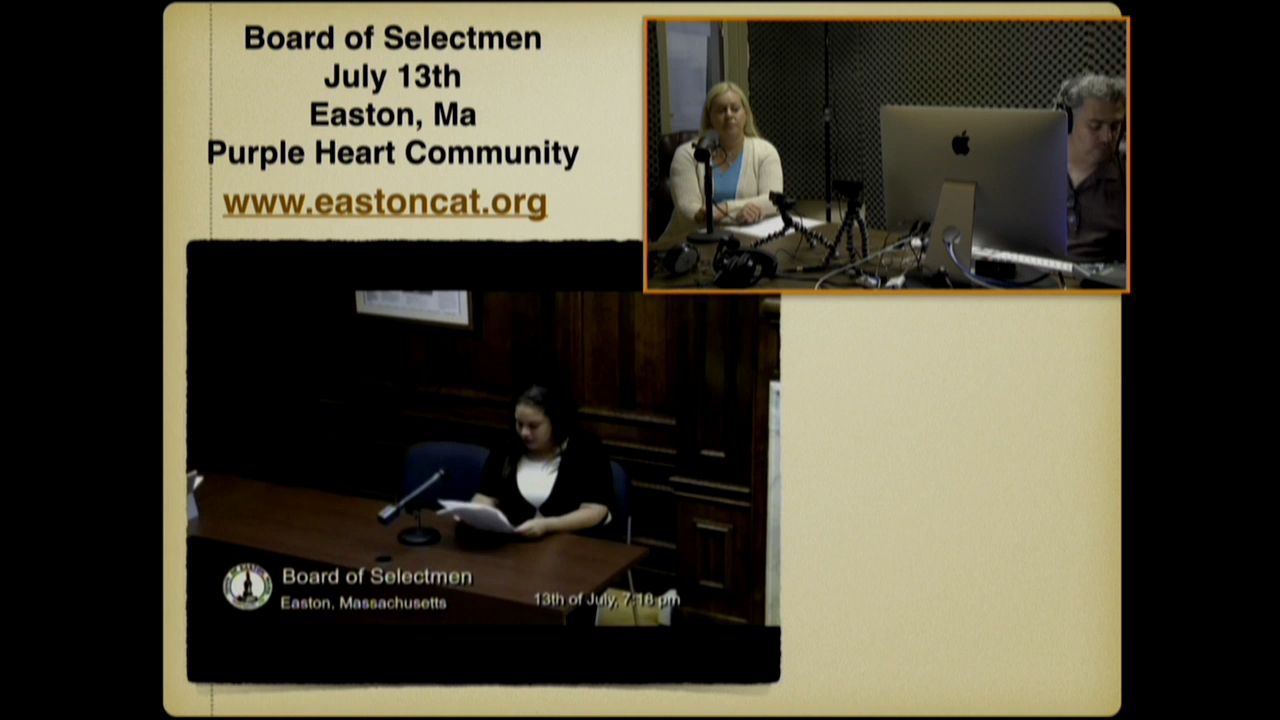 Board of Selectmen
July 13th
Easton, Ma
Purple Heart Community
www.eastoncat.org
Board of Selectmen
Easton, Massachusetts
13th of July, 7:18 pm